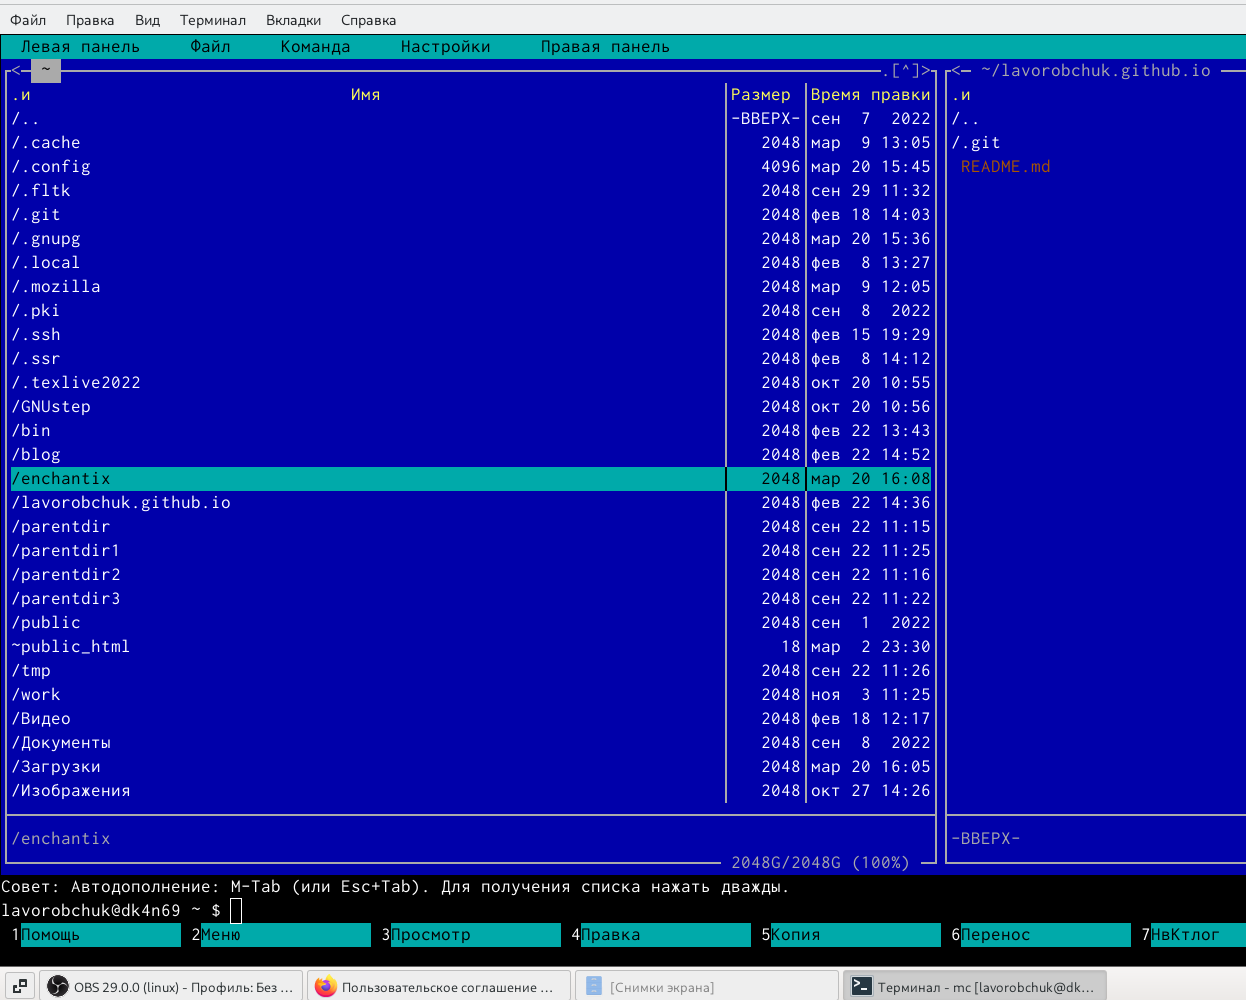 Файл Правка Вид Терминал Вкладки Справка
Левая панель Файл Команда Настройки Правая панель
<─ ~ .[^]> <─ ~/lavorobchuk.github.io
.и Имя Размер Время правки .и
/.. -ВВЕРХ- сен 7 2022 /..
/.cache 2048 мар 9 13:05 /.git
/.config 4096 мар 20 15:45 README.md
/.fltk 2048 сен 29 11:32
/.git 2048 фев 18 14:03
/.gnupg 2048 мар 20 15:36
/.local 2048 фев 8 13:27
/.mozilla 2048 мар 9 12:05
/.pki 2048 сен 8 2022
/.ssh 2048 фев 15 19:29
/.ssr 2048 фев 8 14:12
/.texlive2022 2048 окт 20 10:55
/GNUstep 2048 окт 20 10:56
/bin 2048 фев 22 13:43
/blog 2048 фев 22 14:52
/enchantix 2048 мар 20 16:08
/lavorobchuk.github.io 2048 фев 22 14:36
/parentdir 2048 сен 22 11:15
/parentdir1 2048 сен 22 11:25
/parentdir2 2048 сен 22 11:16
/parentdir3 2048 сен 22 11:22
/public 2048 сен 1 2022
~public_html 18 мар 2 23:30
/tmp 2048 сен 22 11:26
/work 2048 ноя 3 11:25
/Видео 2048 фев 18 12:17
/Документы 2048 сен 8 2022
/Загрузки 2048 мар 20 16:05
/Изображения 2048 окт 27 14:26
/enchantix -ВВЕРХ-
2048G/2048G (100%)
Совет: Автодополнение: M-Tab (или Esc+Tab). Для получения списка нажать дважды.
lavorobchuk@dk4n69 ~ $
1Помощь 2Меню 3Просмотр 4Правка 5Копия 6Перенос 7НвКтлог
OBS 29.0.0 (linux) - Профиль: Без ... Пользовательское соглашение ... [Снимки экрана] Терминал - mc [lavorobchuk@dk...